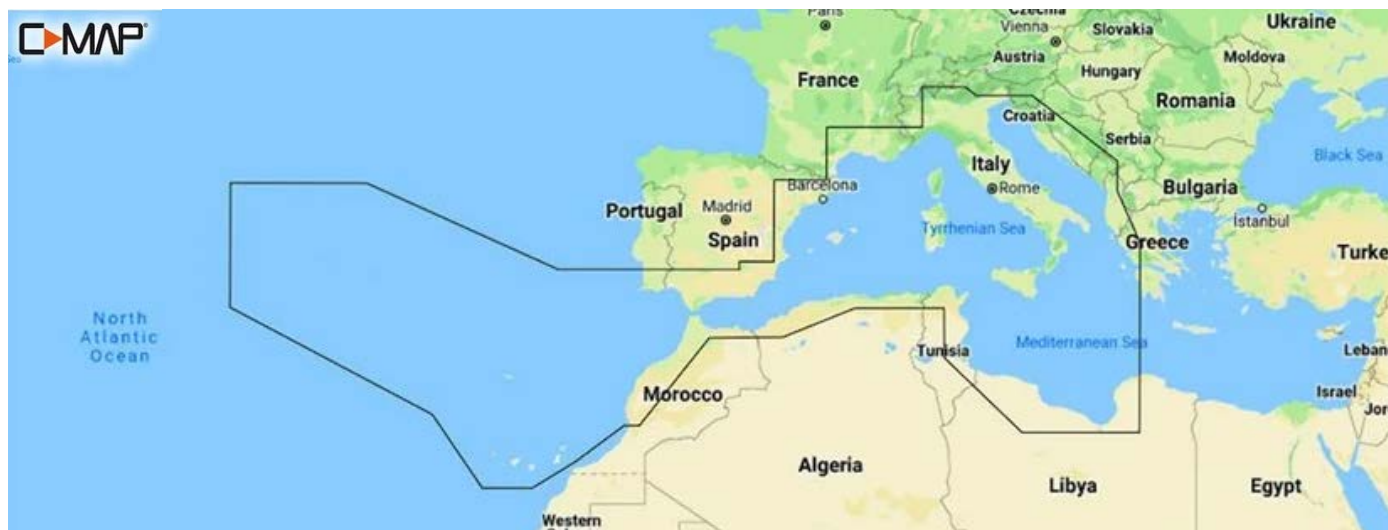 C-MAP®
Paris
Czechia
Vienna
Slovakia
Ukraine
Austria
Moldova
Hungary
France
Romania
Croatia
Serbia
Black Sea
Italy
Barcelona
Rome
Bulgaria
Portugal
Madrid
İstanbul
Spain
Tyrrhenian Sea
Greece
Turke
North
Atlantic
Ocean
Mediterranean Sea
Tunisia
Leban
Morocco
Israel
Jor
Algeria
Libya
Egypt
Western